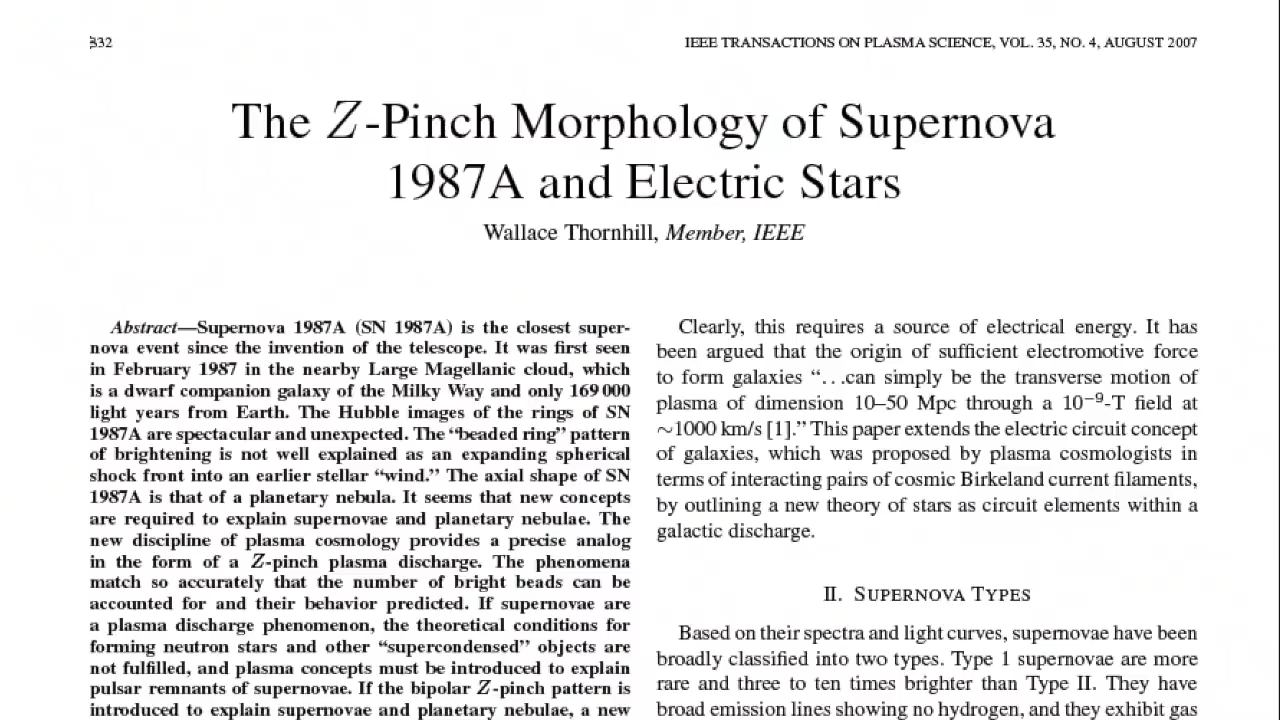 832
IEEE TRANSACTIONS ON PLASMA SCIENCE, VOL. 35, NO. 4, AUGUST 2007
The Z-Pinch Morphology of Supernova
1987A and Electric Stars
Wallace Thornhill, Member, IEEE
Abstract—Supernova 1987A (SN 1987A) is the closest super-
nova event since the invention of the telescope. It was first seen
in February 1987 in the nearby Large Magellanic cloud, which
is a dwarf companion galaxy of the Milky Way and only 169 000
light years from Earth. The Hubble images of the rings of SN
1987A are spectacular and unexpected. The “beaded ring” pattern
of brightening is not well explained as an expanding spherical
shock front into an earlier stellar “wind.” The axial shape of SN
1987A is that of a planetary nebula. It seems that new concepts
are required to explain supernovae and planetary nebulae. The
new discipline of plasma cosmology provides a precise analog
in the form of a Z-pinch plasma discharge. The phenomena
match so accurately that the number of bright beads can be
accounted for and their behavior predicted. If supernovae are
a plasma discharge phenomenon, the theoretical conditions for
forming neutron stars and other “supercondensed” objects are
not fulfilled, and plasma concepts must be introduced to explain
pulsar remnants of supernovae. If the bipolar Z-pinch pattern is
introduced to explain supernovae and planetary nebulae, a new
Clearly, this requires a source of electrical energy. It has
been argued that the origin of sufficient electromotive force
to form galaxies “…can simply be the transverse motion of
plasma of dimension 10–50 Mpc through a 10⁻⁹-T field at
∼1000 km/s [1].” This paper extends the electric circuit concept
of galaxies, which was proposed by plasma cosmologists in
terms of interacting pairs of cosmic Birkeland current filaments,
by outlining a new theory of stars as circuit elements within a
galactic discharge.
II. SUPERNOVA TYPES
Based on their spectra and light curves, supernovae have been
broadly classified into two types. Type 1 supernovae are more
rare and three to ten times brighter than Type II. They have
broad emission lines showing no hydrogen, and they exhibit gas